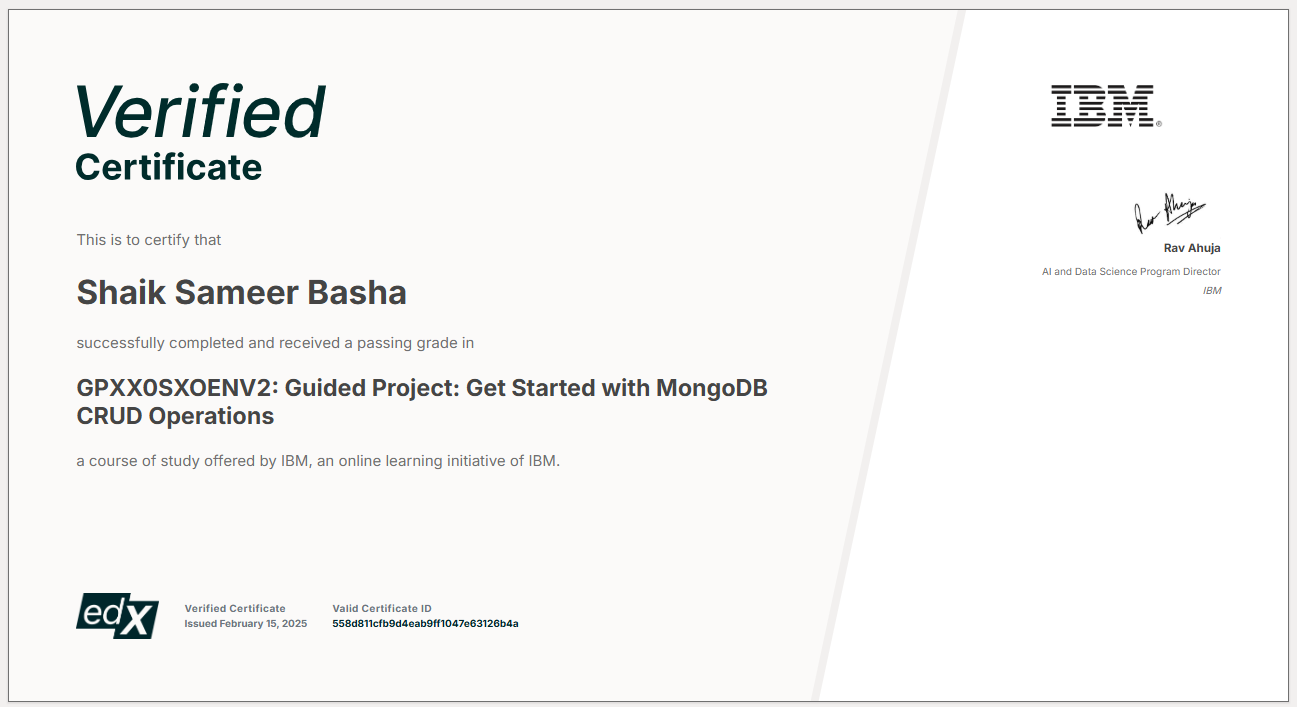 Verified
Certificate
This is to certify that
Shaik Sameer Basha
successfully completed and received a passing grade in
GPXX0SXOENV2: Guided Project: Get Started with MongoDB
CRUD Operations
a course of study offered by IBM, an online learning initiative of IBM.
edX
Verified Certificate
Issued February 15, 2025
Valid Certificate ID
558d811cfb9d4eab9ff1047e63126b4a
IBM®
Rav Ahuja
Rav Ahuja
AI and Data Science Program Director
IBM